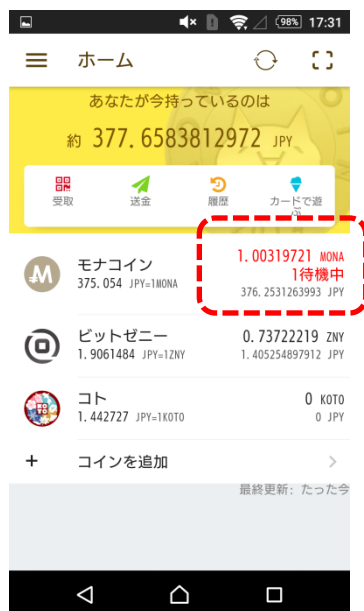 98% 17:31
ホーム
あなたが今持っているのは
約 377.6583812972 JPY
受取 送金 履歴 カードで遊ぶ
モナコイン 1.00319721 MONA
1待機中
375.054 JPY=1MONA 376.2531263993 JPY
ビットゼニー 0.73722219 ZNY
1.9061484 JPY=1ZNY 1.405254897912 JPY
コト 0 KOTO
1.442727 JPY=1KOTO 0 JPY
+ コインを追加 >
最終更新: たった今